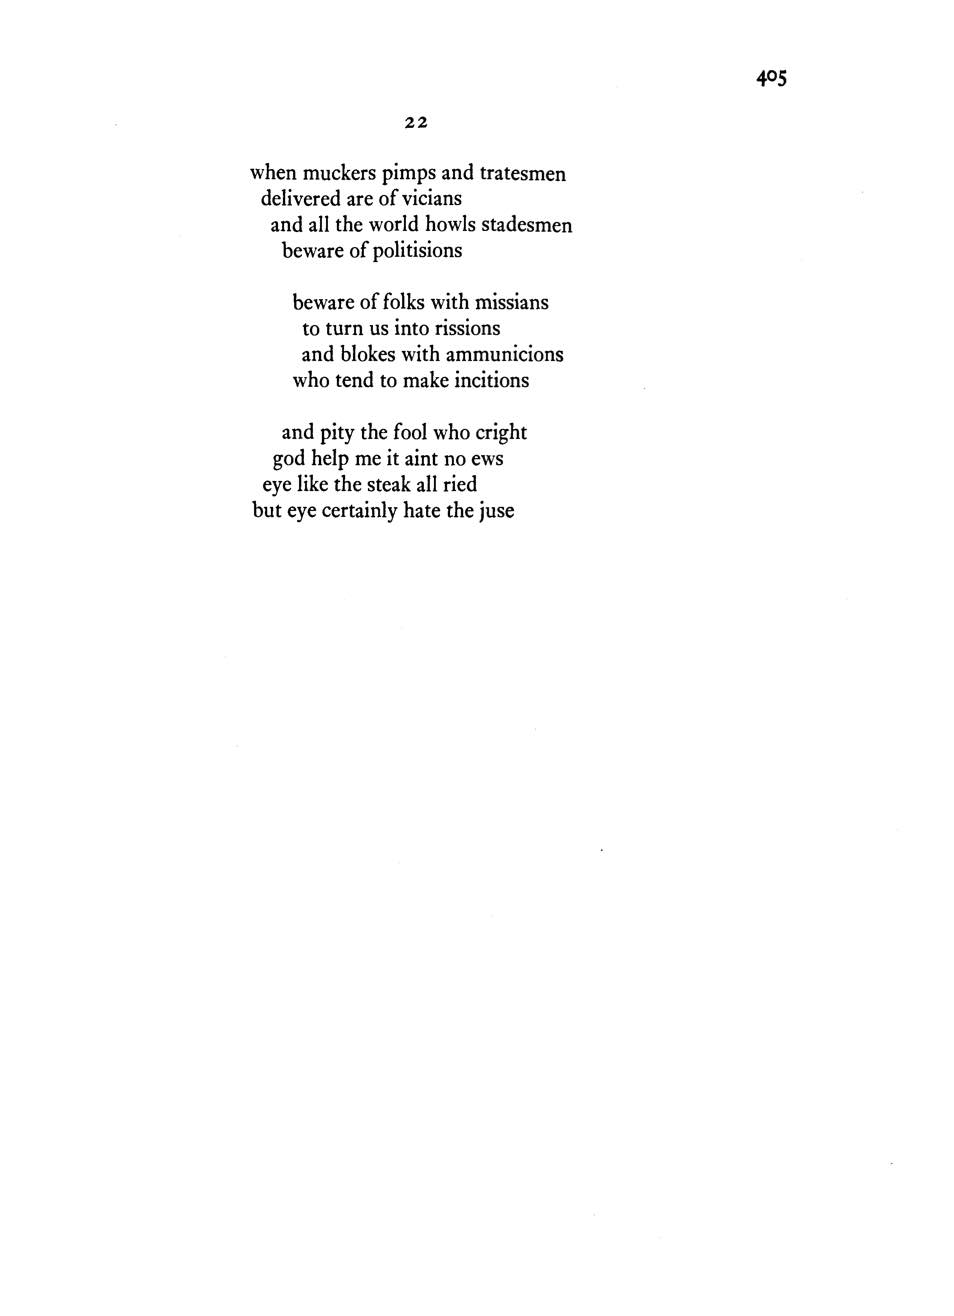 405
22
when muckers pimps and tratesmen
delivered are of vicians
and all the world howls stadesmen
beware of politisions
beware of folks with missians
to turn us into rissions
and blokes with ammunicions
who tend to make incitions
and pity the fool who cright
god help me it aint no ews
eye like the steak all ried
but eye certainly hate the juse